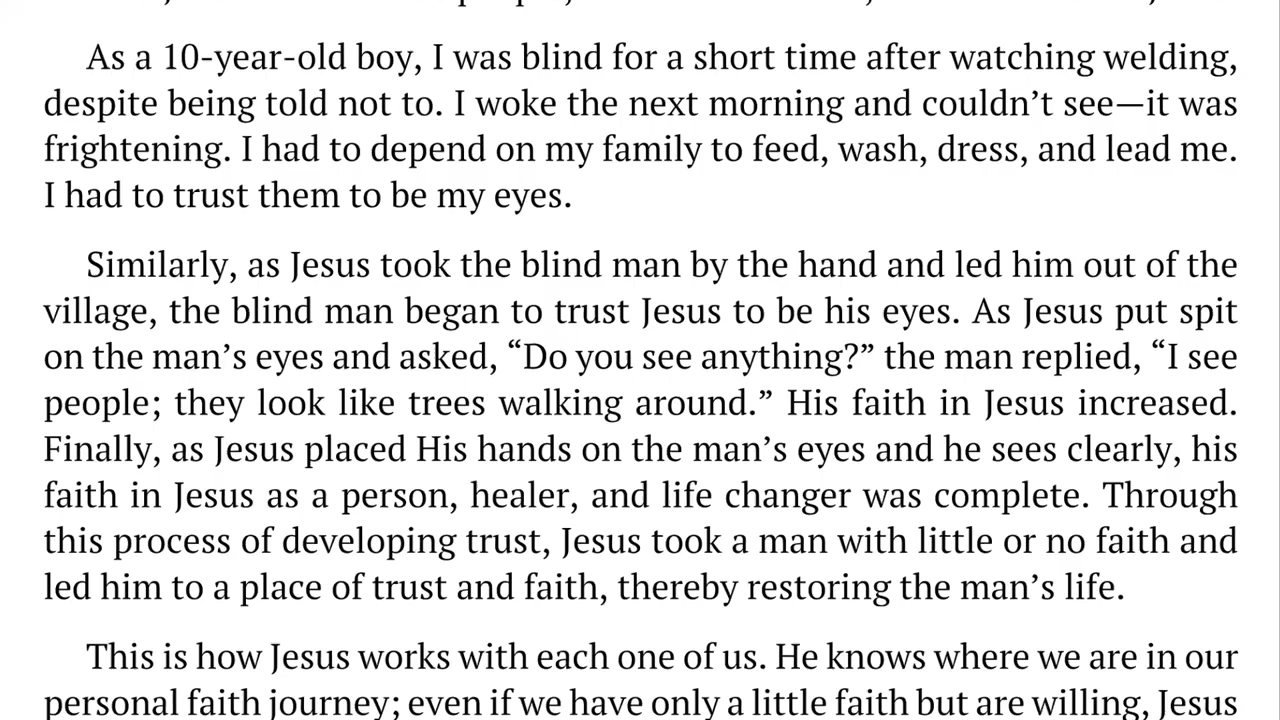 As a 10-year-old boy, I was blind for a short time after watching welding,
despite being told not to. I woke the next morning and couldn’t see—it was
frightening. I had to depend on my family to feed, wash, dress, and lead me.
I had to trust them to be my eyes.
Similarly, as Jesus took the blind man by the hand and led him out of the
village, the blind man began to trust Jesus to be his eyes. As Jesus put spit
on the man’s eyes and asked, “Do you see anything?” the man replied, “I see
people; they look like trees walking around.” His faith in Jesus increased.
Finally, as Jesus placed His hands on the man’s eyes and he sees clearly, his
faith in Jesus as a person, healer, and life changer was complete. Through
this process of developing trust, Jesus took a man with little or no faith and
led him to a place of trust and faith, thereby restoring the man’s life.
This is how Jesus works with each one of us. He knows where we are in our
personal faith journey; even if we have only a little faith but are willing, Jesus